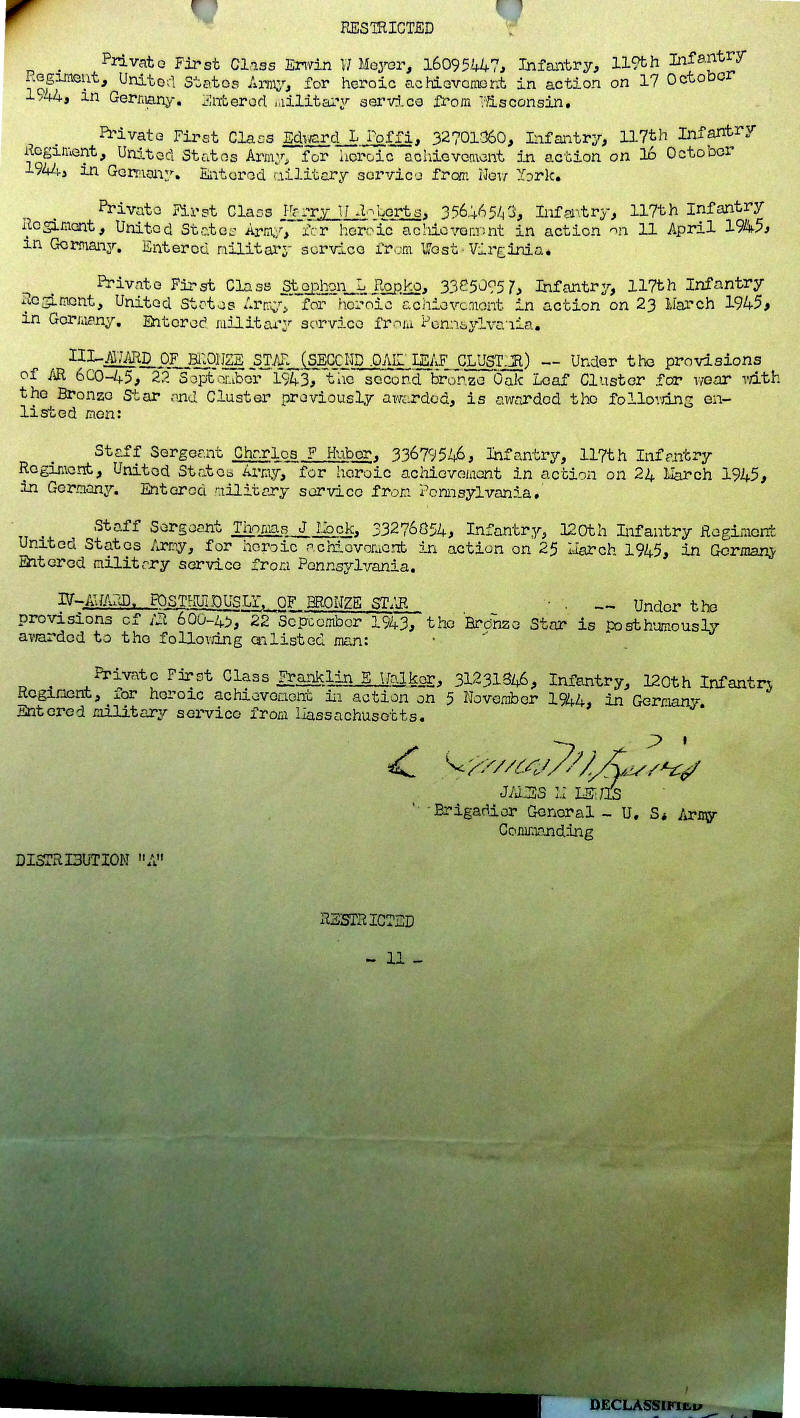 RESTRICTED
Private First Class Erwin W Meyer, 16095447, Infantry, 119th Infantry
Regiment, United States Army, for heroic achievement in action on 17 October
1944, in Germany. Entered military service from Wisconsin.
Private First Class Edward L Poffi, 32701360, Infantry, 117th Infantry
Regiment, United States Army, for heroic achievement in action on 16 October
1944, in Germany. Entered military service from New York.
Private First Class Harry W Roberts, 35646543, Infantry, 117th Infantry
Regiment, United States Army, for heroic achievement in action on 11 April 1945,
in Germany. Entered military service from West Virginia.
Private First Class Stephen L Repko, 33850957, Infantry, 117th Infantry
Regiment, United States Army, for heroic achievement in action on 23 March 1945,
in Germany. Entered military service from Pennsylvania.
III-AWARD OF BRONZE STAR (SECOND OAK LEAF CLUSTER) -- Under the provisions
of AR 600-45, 22 September 1943, the second bronze Oak Leaf Cluster for wear with
the Bronze Star and Cluster previously awarded, is awarded the following en-
listed men:
Staff Sergeant Charles F Huber, 33679546, Infantry, 117th Infantry
Regiment, United States Army, for heroic achievement in action on 24 March 1945,
in Germany. Entered military service from Pennsylvania.
Staff Sergeant Thomas J Mock, 33276854, Infantry, 120th Infantry Regiment
United States Army, for heroic achievement in action on 25 March 1945, in Germany
Entered military service from Pennsylvania.
IV-AWARD, POSTHUMOUSLY, OF BRONZE STAR -- Under the
provisions of AR 600-45, 22 September 1943, the Bronze Star is posthumously
awarded to the following enlisted man:
Private First Class Franklin E Walker, 31231846, Infantry, 120th Infantry
Regiment, for heroic achievement in action on 5 November 1944, in Germany.
Entered military service from Massachusetts.
James M. Lewis
JAMES M LEWIS
Brigadier General - U. S. Army
Commanding
DISTRIBUTION "A"
RESTRICTED
- 11 -
DECLASSIFIED